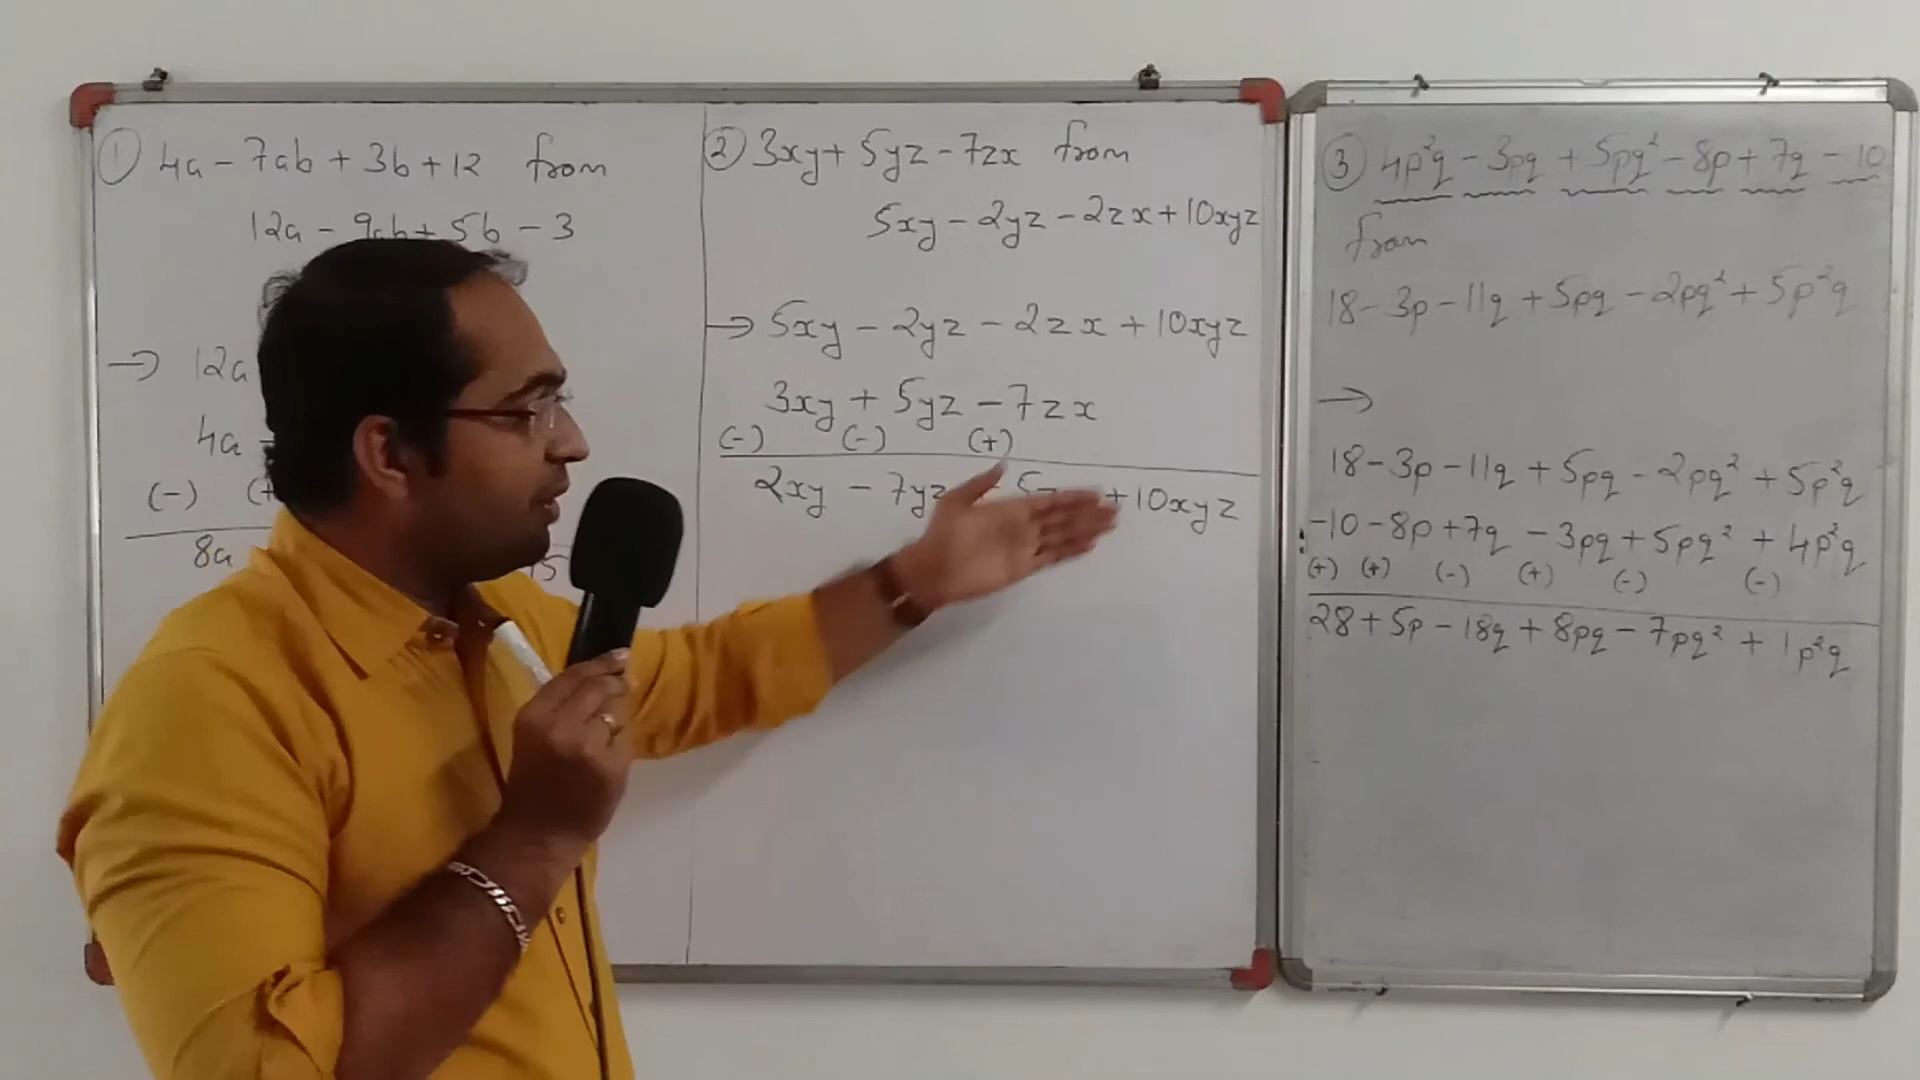 ① 4a - 7ab + 3b + 12 from
12a - 9ab + 5b - 3
→ 12a
4a -
(-) (+
8a 15
② 3xy + 5yz - 7zx from
5xy - 2yz - 2zx + 10xyz
→ 5xy - 2yz - 2zx + 10xyz
3xy + 5yz - 7zx
(-) (-) (+)
2xy - 7yz + 10xyz
③ 4p²q - 3pq + 5pq² - 8p + 7q - 10
from
18 - 3p - 11q + 5pq - 2pq² + 5p²q
→
18 - 3p - 11q + 5pq - 2pq² + 5p²q
-10 - 8p + 7q - 3pq + 5pq² + 4p²q
(+) (+) (-) (+) (-) (-)
28 + 5p - 18q + 8pq - 7pq² + 1p²q